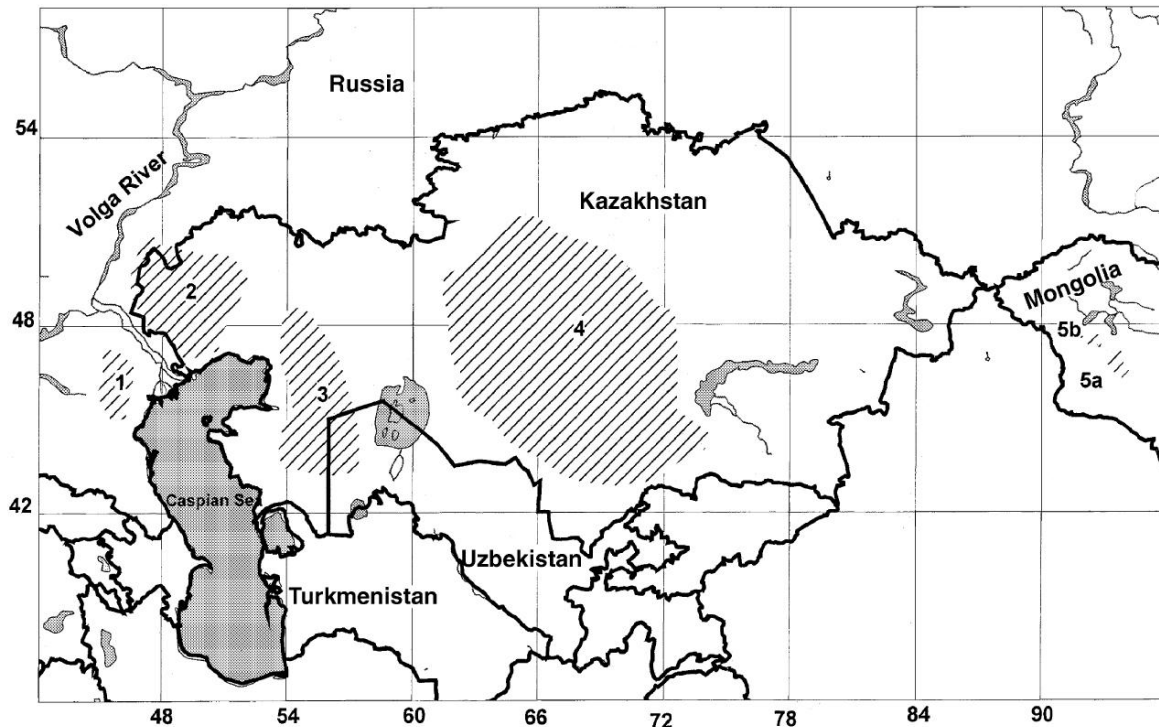 Russia
54
Volga River
Kazakhstan
2
Mongolia
48
4
5b
1
3
5a
Caspian Sea
42
Uzbekistan
Turkmenistan
48 54 60 66 72 78 84 90